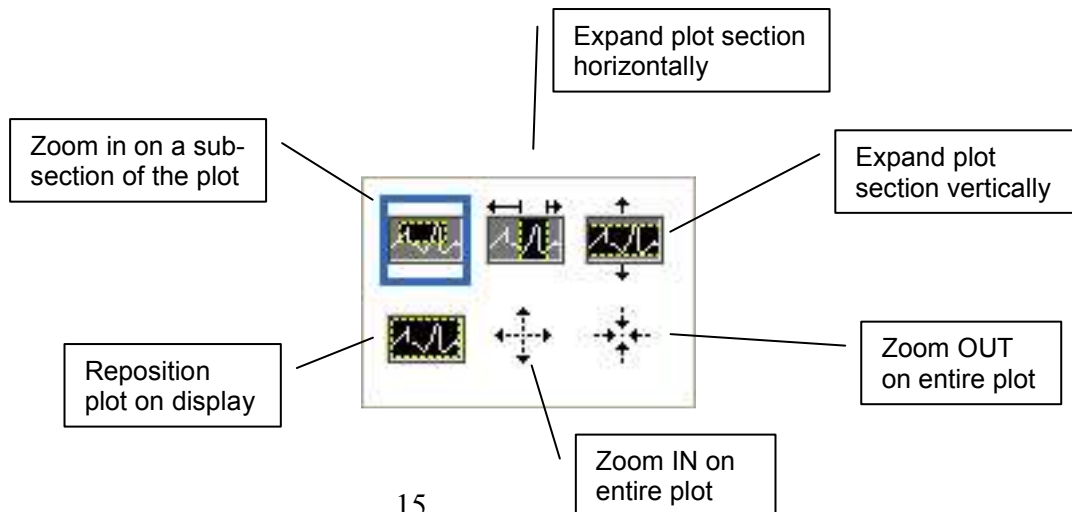 Expand plot section
horizontally
Zoom in on a sub-
section of the plot
Expand plot
section vertically
Reposition
plot on display
Zoom OUT
on entire plot
Zoom IN on
entire plot
15